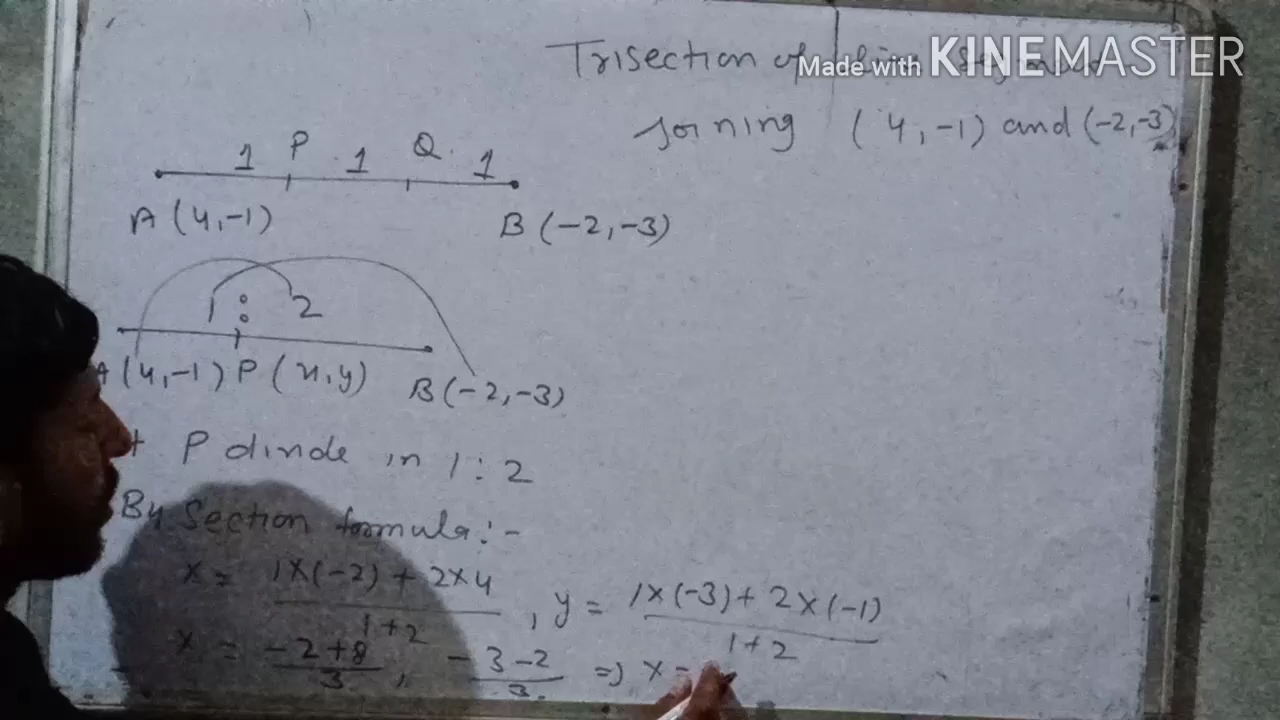 Trisection of line
joining (4,-1) and (-2,-3)
Made with KINEMASTER
1 P 1 Q 1
A (4,-1) B (-2,-3)
1 : 2
A (4,-1) P (x,y) B (-2,-3)
P divide in 1:2
By Section formula:-
x = 1×(-2) + 2×4 / 1+2 , y = 1×(-3) + 2×(-1) / 1+2
x = -2+8 / 3 , -3-2 / 3 ⇒ x =